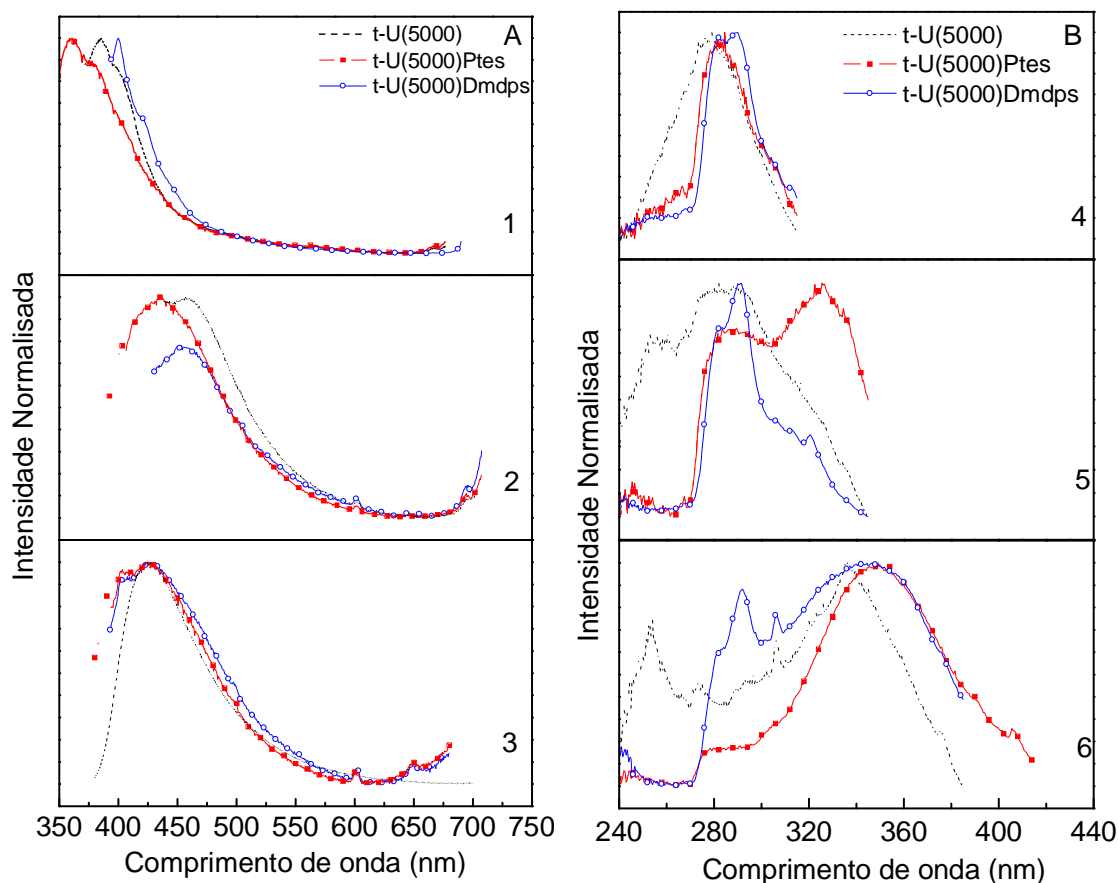 A
t-U(5000)
t-U(5000)Ptes
t-U(5000)Dmdps
1
2
3
Intensidade Normalisada
350 400 450 500 550 600 650 700 750
Comprimento de onda (nm)
B
t-U(5000)
t-U(5000)Ptes
t-U(5000)Dmdps
4
5
6
Intensidade Normalisada
240 280 320 360 400 440
Comprimento de onda (nm)